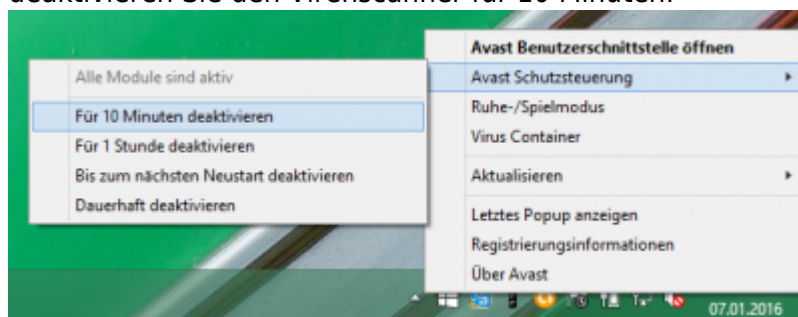 deaktivieren Sie den Virenscanner für 10 Minuten.
Avast Benutzerschnittstelle öffnen
Avast Schutzsteuerung
Ruhe-/Spielmodus
Virus Container
Aktualisieren
Letztes Popup anzeigen
Registrierungsinformationen
Über Avast
Alle Module sind aktiv
Für 10 Minuten deaktivieren
Für 1 Stunde deaktivieren
Bis zum nächsten Neustart deaktivieren
Dauerhaft deaktivieren
07.01.2016